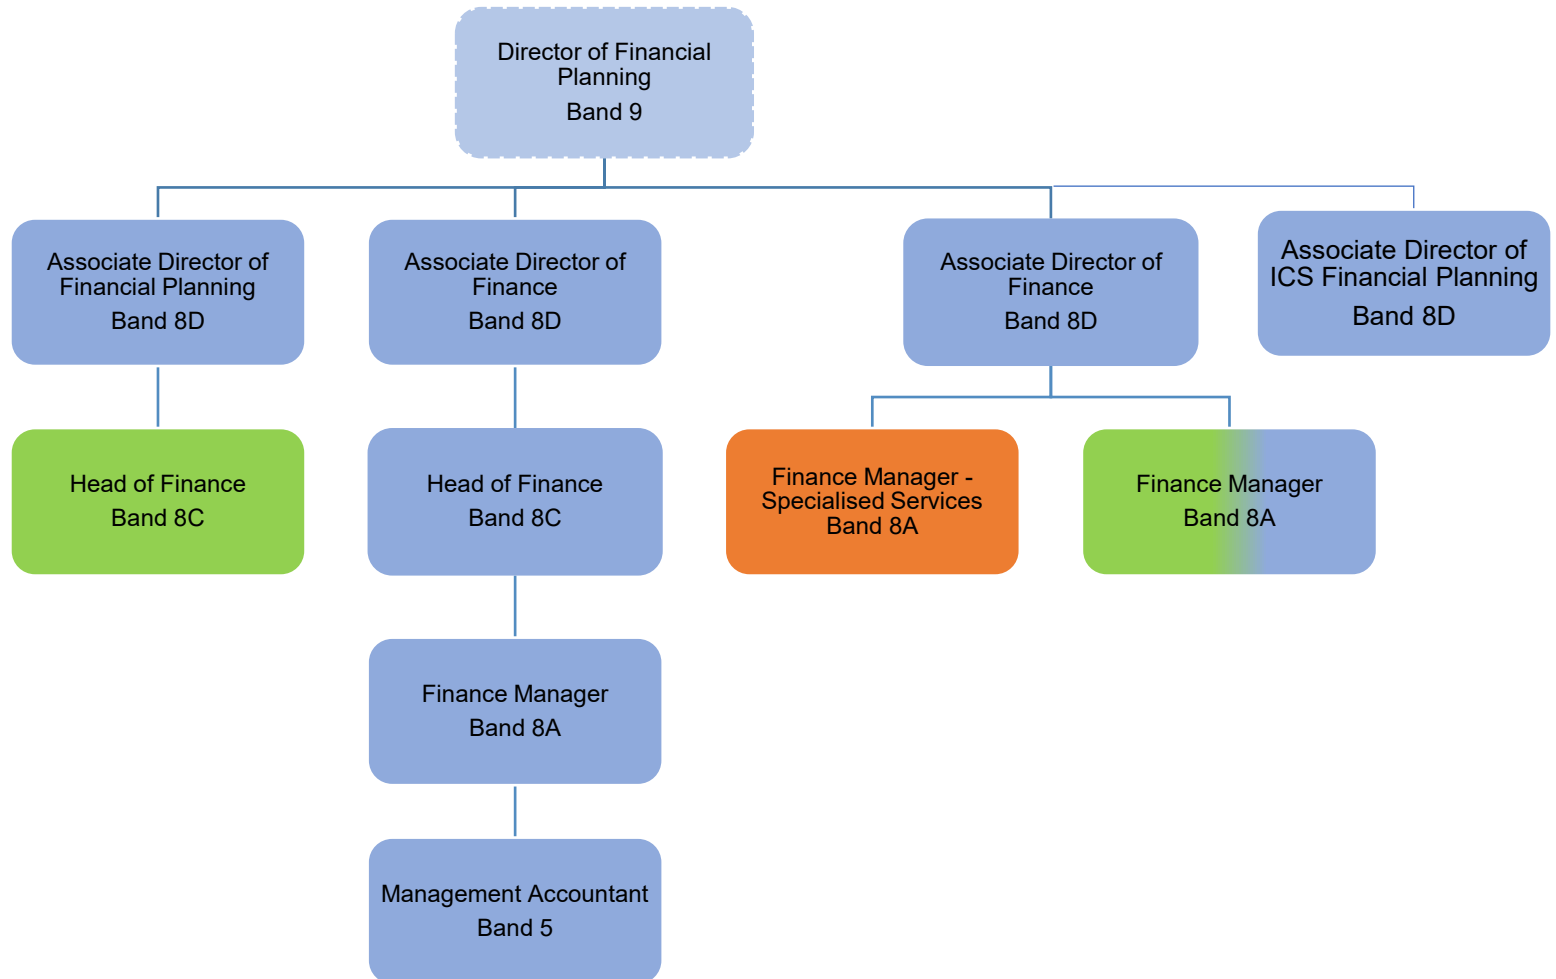 Director of Financial
Planning
Band 9
Associate Director of
Financial Planning
Band 8D
Associate Director of
Finance
Band 8D
Associate Director of
Finance
Band 8D
Associate Director of
ICS Financial Planning
Band 8D
Head of Finance
Band 8C
Head of Finance
Band 8C
Finance Manager -
Specialised Services
Band 8A
Finance Manager
Band 8A
Finance Manager
Band 8A
Management Accountant
Band 5